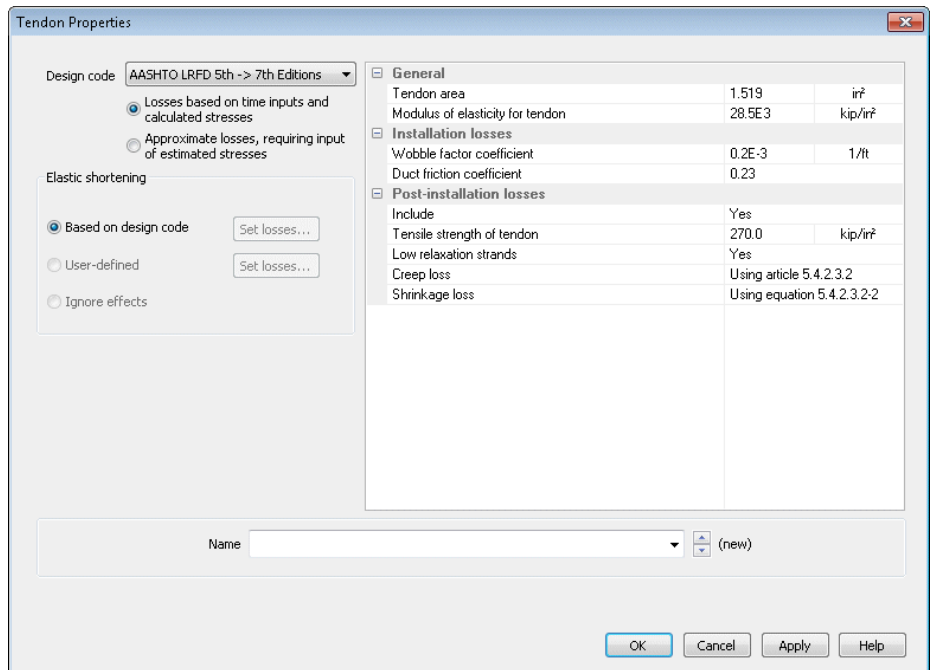 Tendon Properties
Design code AASHTO LRFD 5th -> 7th Editions
Losses based on time inputs and
calculated stresses
Approximate losses, requiring input
of estimated stresses
Elastic shortening
Based on design code Set losses...
User-defined Set losses...
Ignore effects
General
Tendon area 1.519 in²
Modulus of elasticity for tendon 28.5E3 kip/in²
Installation losses
Wobble factor coefficient 0.2E-3 1/ft
Duct friction coefficient 0.23
Post-installation losses
Include Yes
Tensile strength of tendon 270.0 kip/in²
Low relaxation strands Yes
Creep loss Using article 5.4.2.3.2
Shrinkage loss Using equation 5.4.2.3.2-2
Name (new)
OK Cancel Apply Help